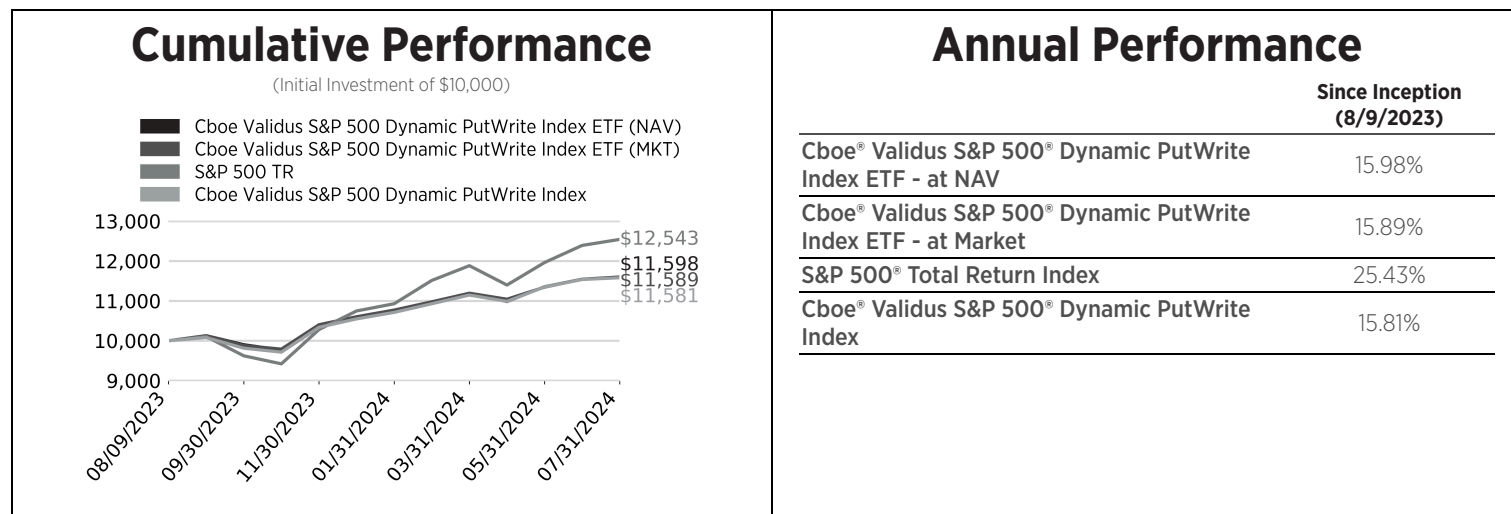 Cumulative Performance
(Initial Investment of $10,000)
Cboe Validus S&P 500 Dynamic PutWrite Index ETF (NAV)
Cboe Validus S&P 500 Dynamic PutWrite Index ETF (MKT)
S&P 500 TR
Cboe Validus S&P 500 Dynamic PutWrite Index
13,000
12,000
11,000
10,000
9,000
$12,543
$11,598
$11,589
$11,581
08/09/2023
09/30/2023
11/30/2023
01/31/2024
03/31/2024
05/31/2024
07/31/2024
Annual Performance
Since Inception
(8/9/2023)
Cboe® Validus S&P 500® Dynamic PutWrite
Index ETF - at NAV
15.98%
Cboe® Validus S&P 500® Dynamic PutWrite
Index ETF - at Market
15.89%
S&P 500® Total Return Index
25.43%
Cboe® Validus S&P 500® Dynamic PutWrite
Index
15.81%